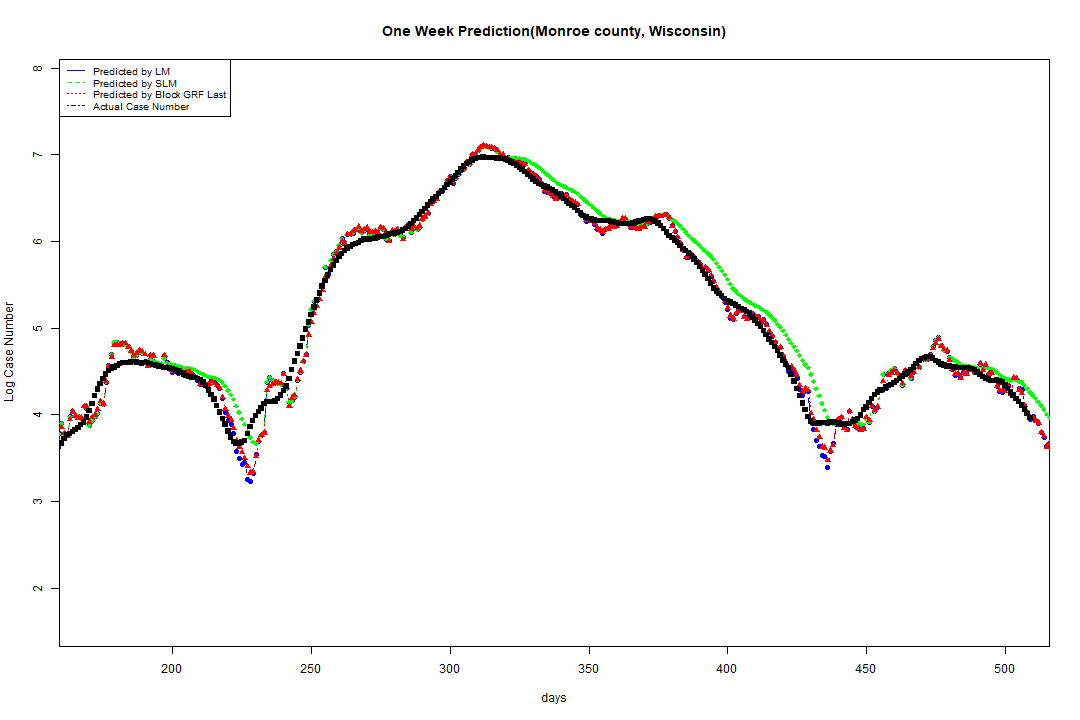 One Week Prediction(Monroe county, Wisconsin)
Predicted by LM
Predicted by SLM
Predicted by Block GRF Last
Actual Case Number
8
7
6
5
4
3
2
Log Case Number
200 250 300 350 400 450 500
days